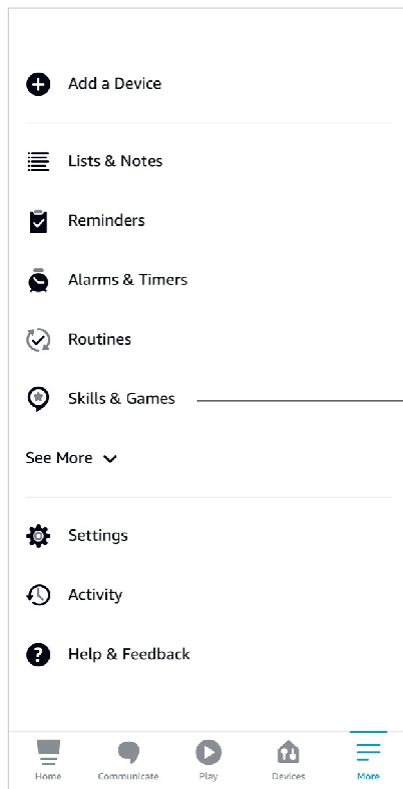 Add a Device
Lists & Notes
Reminders
Alarms & Timers
Routines
Skills & Games
See More
Settings
Activity
Help & Feedback
Home
Communicate
Play
Devices
More